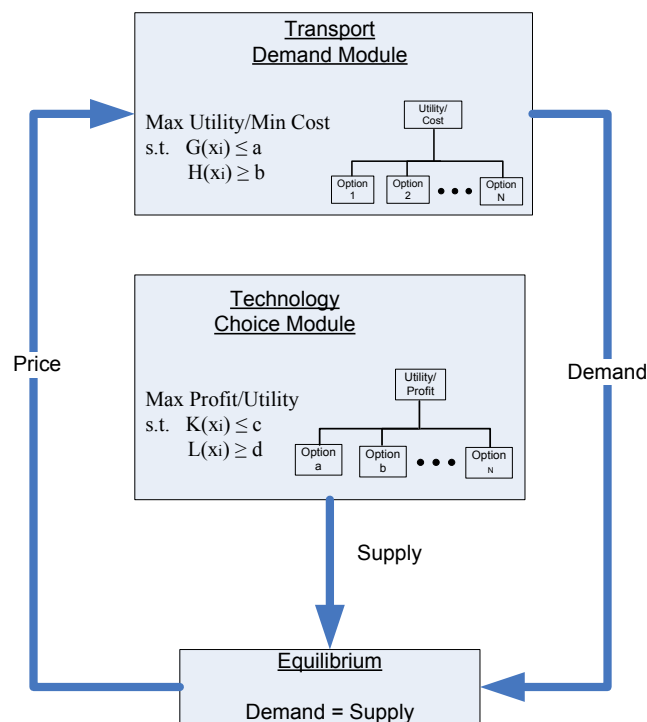 Transport
Demand Module
Max Utility/Min Cost
s.t. G(xi) ≤ a
H(xi) ≥ b
Utility/
Cost
Option
1
Option
2
• • •
Option
N
Technology
Choice Module
Max Profit/Utility
s.t. K(xi) ≤ c
L(xi) ≥ d
Utility/
Profit
Option
a
Option
b
• • •
Option
N
Price
Demand
Supply
Equilibrium
Demand = Supply